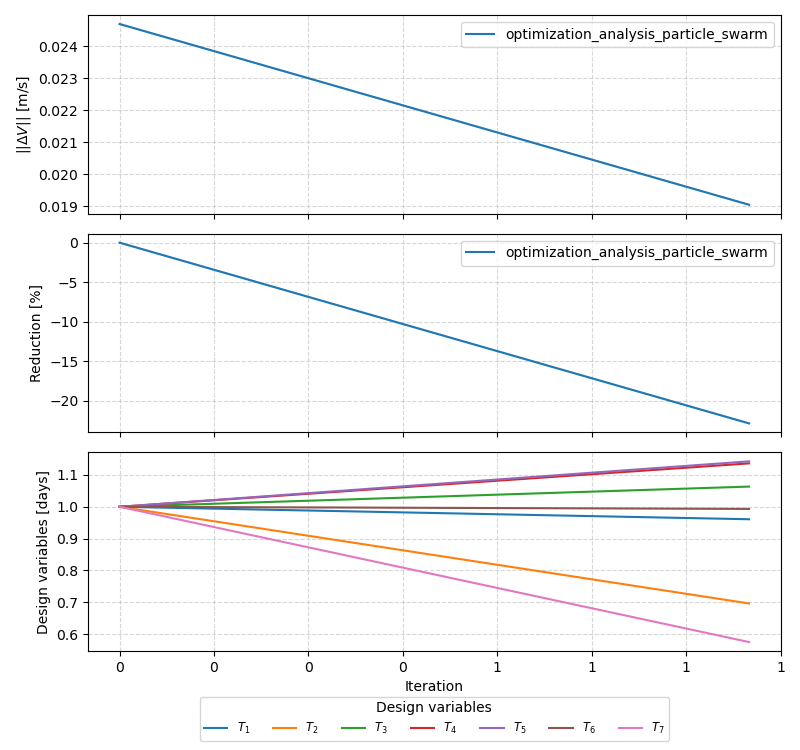 optimization_analysis_particle_swarm
0.024
0.023
0.022
0.021
0.020
0.019
||ΔV|| [m/s]
optimization_analysis_particle_swarm
0
−5
−10
−15
−20
Reduction [%]
1.1
1.0
0.9
0.8
0.7
0.6
Design variables [days]
0 0 0 0 1 1 1 1
Iteration
Design variables
T1 T2 T3 T4 T5 T6 T7